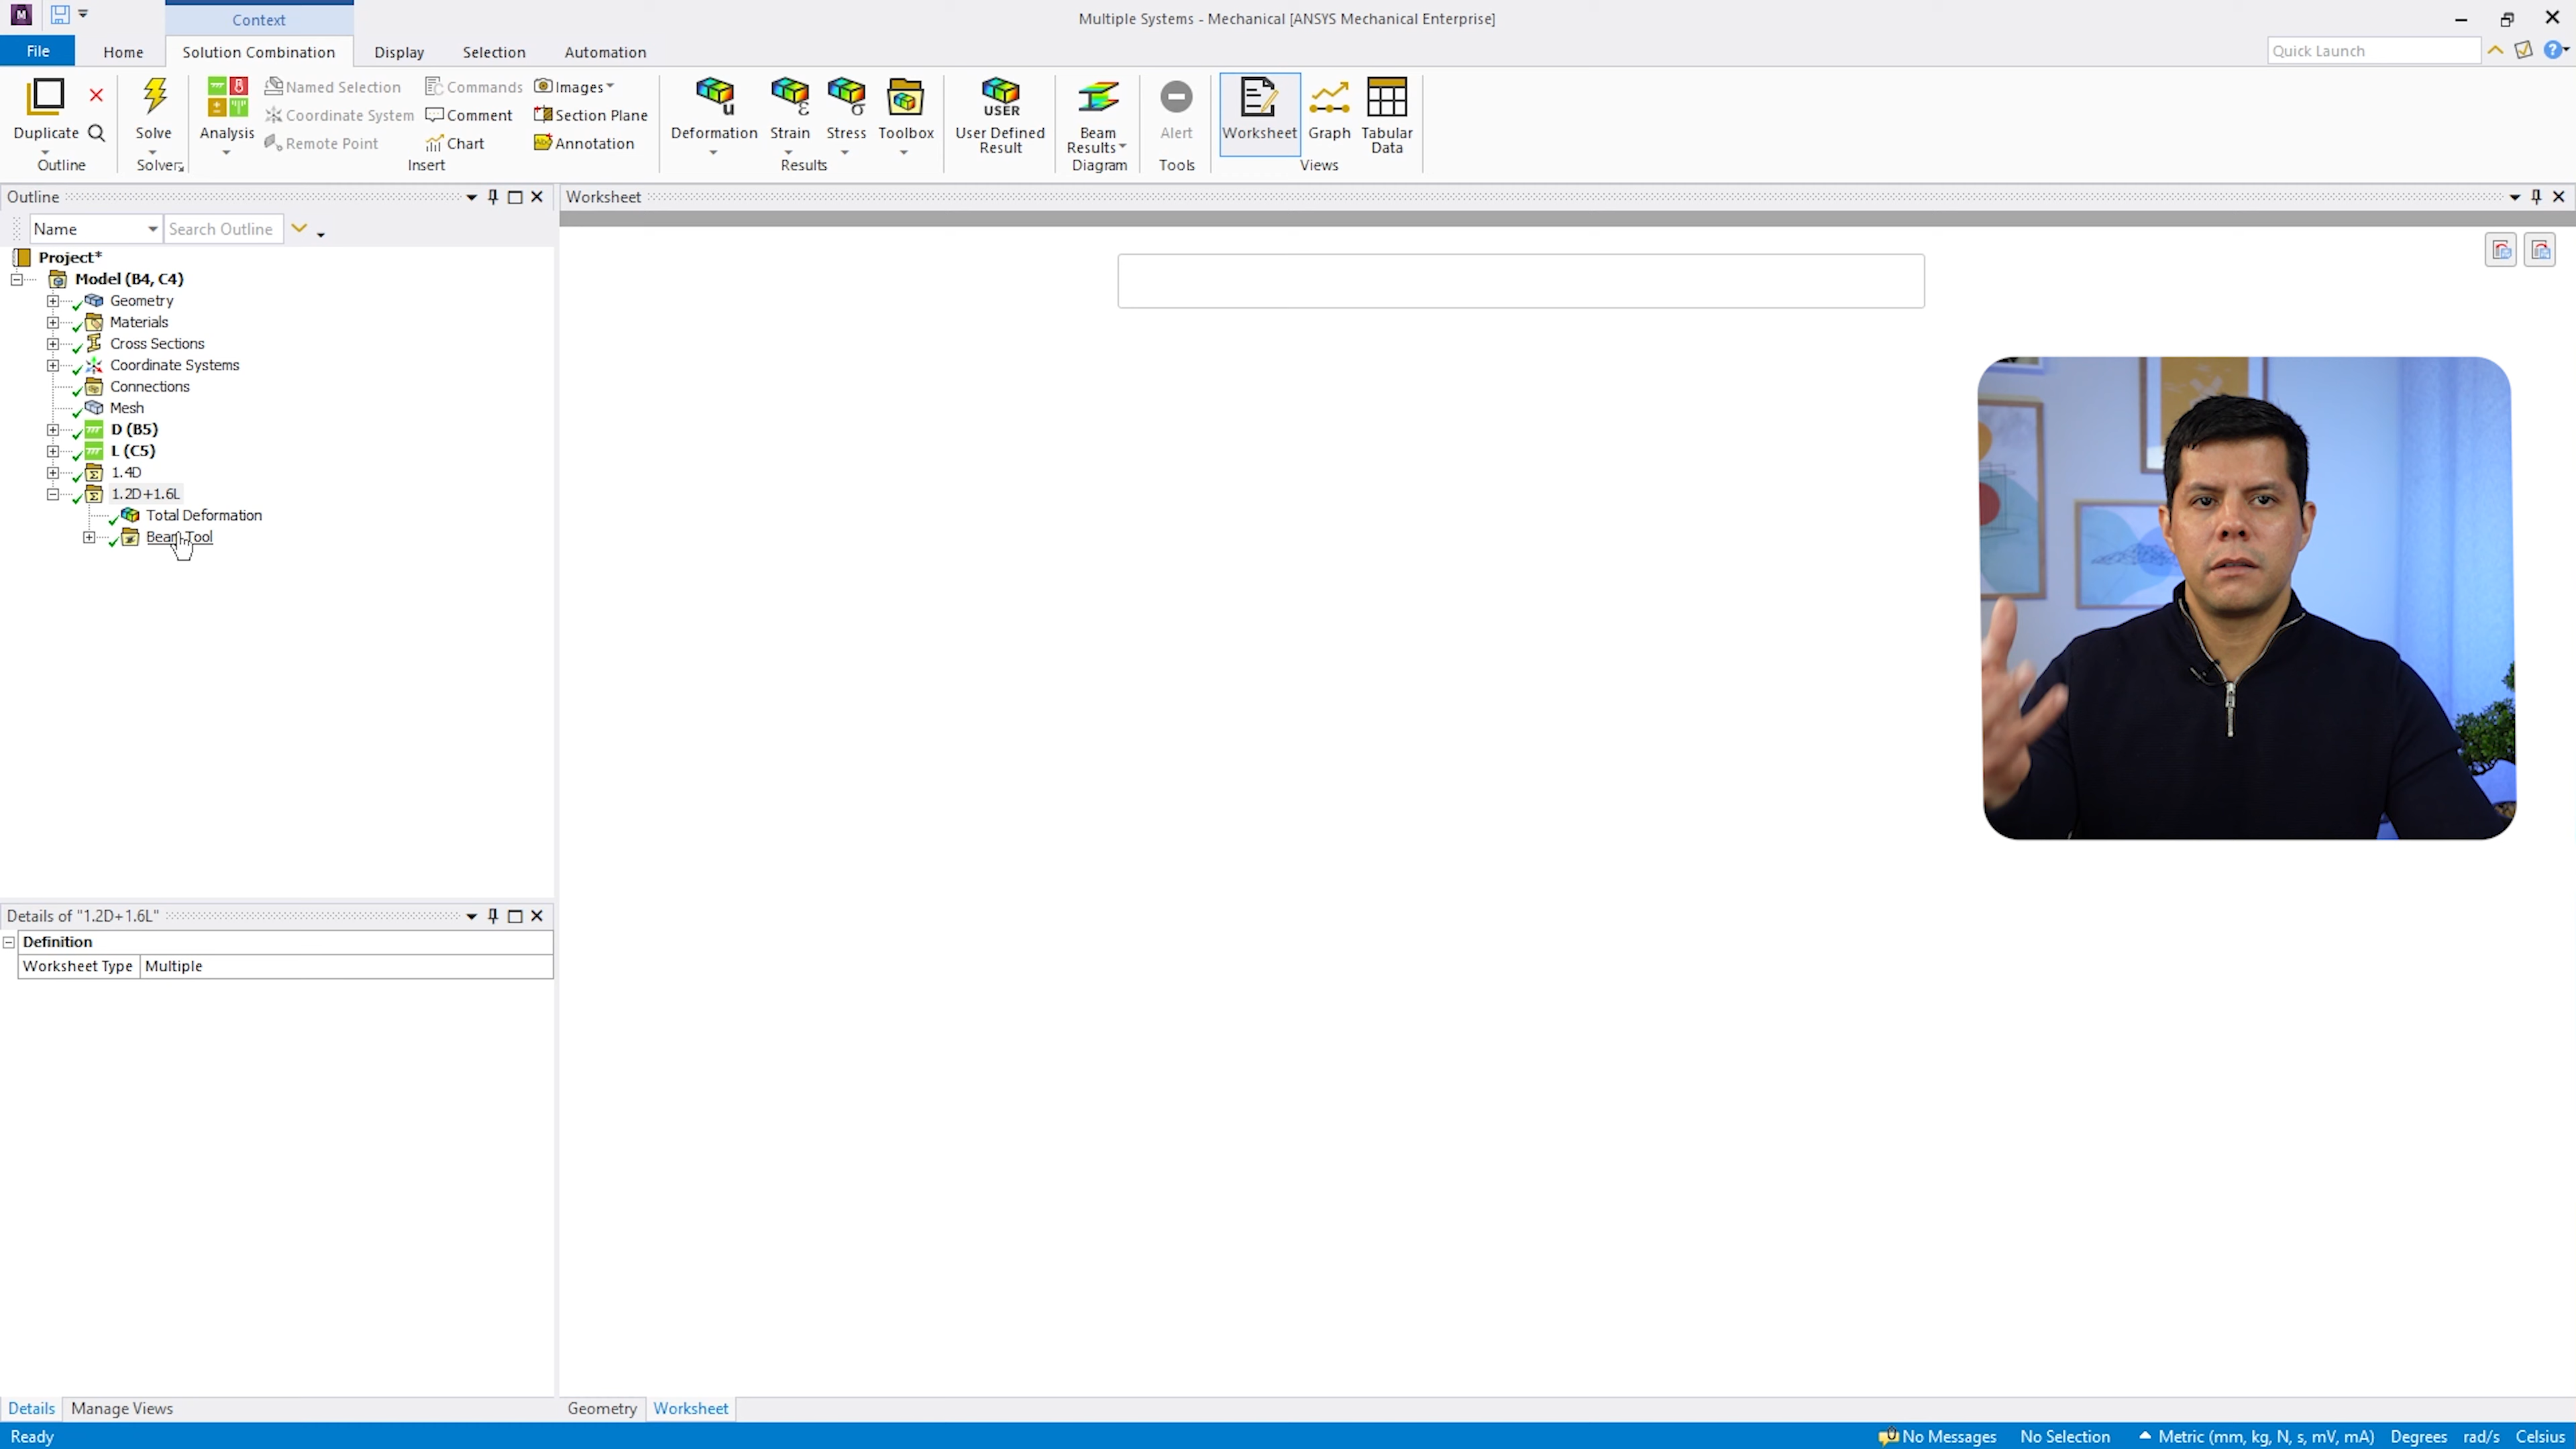 Context
Multiple Systems - Mechanical [ANSYS Mechanical Enterprise]
File
Home
Solution Combination
Display
Selection
Automation
Quick Launch
Duplicate
Outline
Solve
Solver
Analysis
Named Selection
Coordinate System
Remote Point
Commands
Comment
Chart
Images
Section Plane
Annotation
Insert
Deformation
Strain
Stress
Toolbox
Results
USER
User Defined
Result
Beam
Results
Diagram
Alert
Tools
Worksheet
Graph
Tabular
Data
Views
Outline
Worksheet
Name
Search Outline
Project*
Model (B4, C4)
Geometry
Materials
Cross Sections
Coordinate Systems
Connections
Mesh
D (B5)
L (C5)
1.4D
1.2D+1.6L
Total Deformation
Beam Tool
Details of "1.2D+1.6L"
Definition
Worksheet Type Multiple
Details
Manage Views
Geometry
Worksheet
Ready
No Messages
No Selection
Metric (mm, kg, N, s, mV, mA)
Degrees
rad/s
Celsius